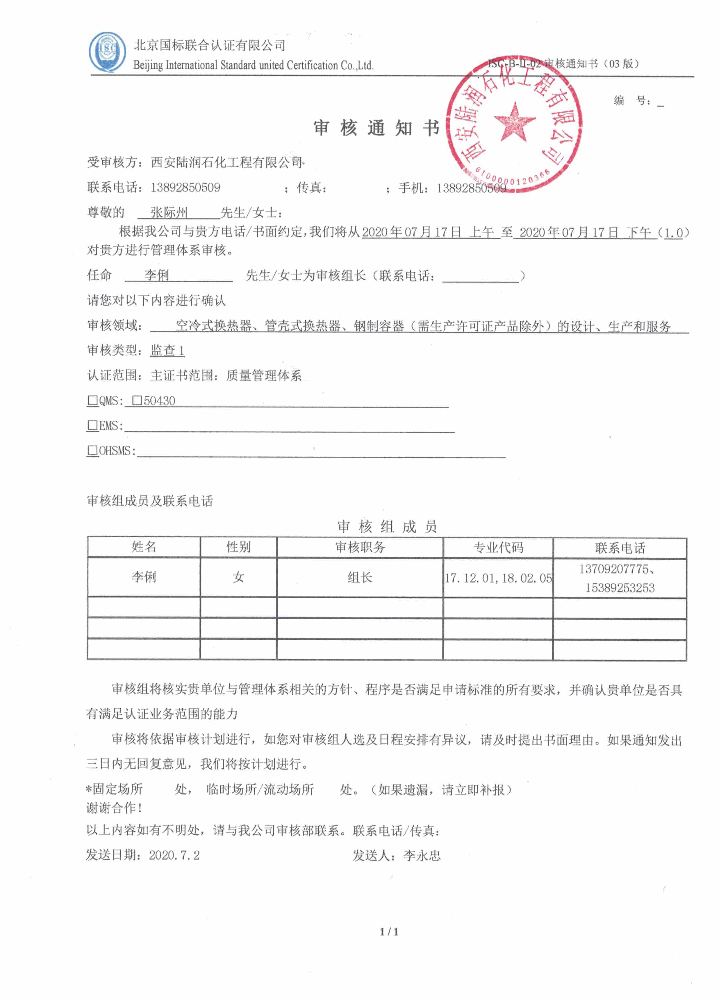 ISC
北京国标联合认证有限公司
Beijing International Standard united Certification Co.,Ltd.
ISC-B-II-02 审核通知书（03 版）
西安陆润石化工程有限公司
6100000120366
编 号：_
审 核 通 知 书
受审核方：西安陆润石化工程有限公司
联系电话：13892850509 ；传真： ；手机：13892850509
尊敬的 张际州 先生/女士：
根据我公司与贵方电话/书面约定,我们将从 2020年07月17日 上午 至 2020年07月17日 下午（1.0）
对贵方进行管理体系审核。
任命 李俐 先生/女士为审核组长（联系电话： ）
请您对以下内容进行确认
审核领域： 空冷式换热器、管壳式换热器、钢制容器（需生产许可证产品除外）的设计、生产和服务
审核类型：监查 1
认证范围：主证书范围：质量管理体系
□QMS: □50430
□EMS:
□OHSMS:
审核组成员及联系电话
审 核 组 成 员
姓名 性别 审核职务 专业代码 联系电话
李俐 女 组长 17.12.01,18.02.05 13709207775、
15389253253
审核组将核实贵单位与管理体系相关的方针、程序是否满足申请标准的所有要求，并确认贵单位是否具
有满足认证业务范围的能力
审核将依据审核计划进行，如您对审核组人选及日程安排有异议，请及时提出书面理由。如果通知发出
三日内无回复意见，我们将按计划进行。
*固定场所 处， 临时场所/流动场所 处。（如果遗漏，请立即补报）
谢谢合作！
以上内容如有不明处，请与我公司审核部联系。联系电话/传真：
发送日期：2020.7.2 发送人：李永忠
1 / 1